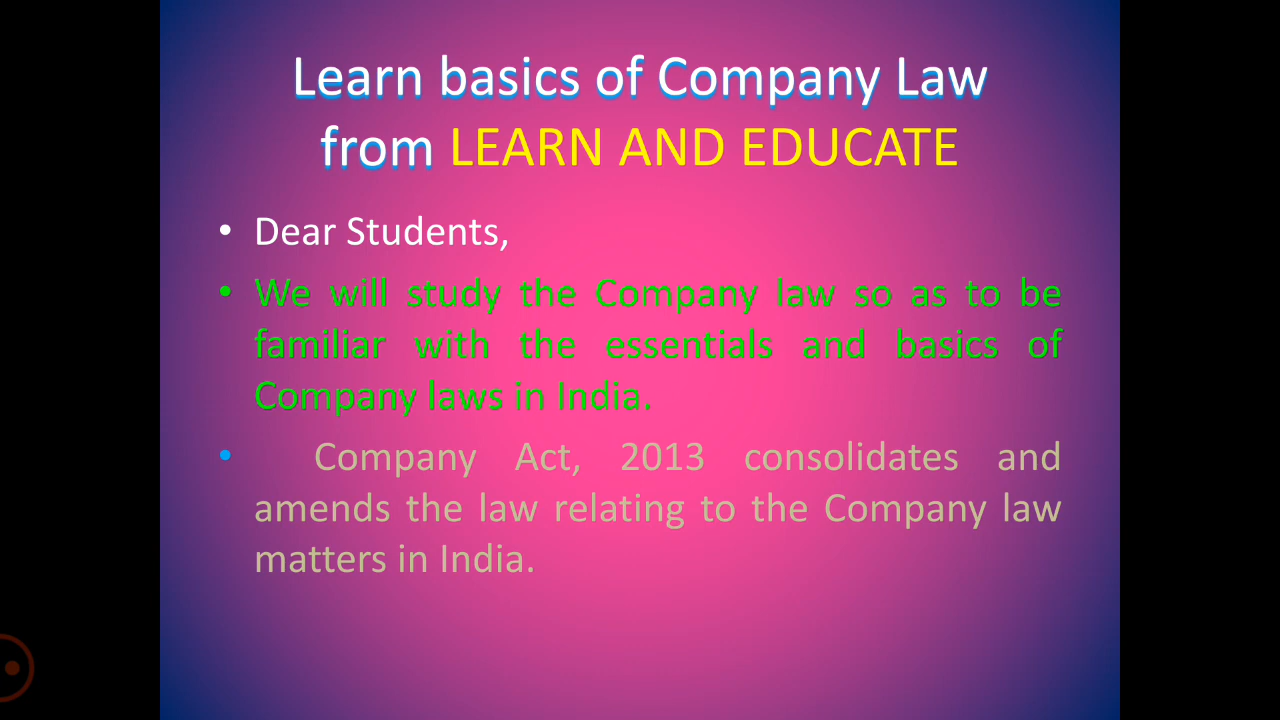 Learn basics of Company Law
from LEARN AND EDUCATE
• Dear Students,
• We will study the Company law so as to be
familiar with the essentials and basics of
Company laws in India.
• Company Act, 2013 consolidates and
amends the law relating to the Company law
matters in India.